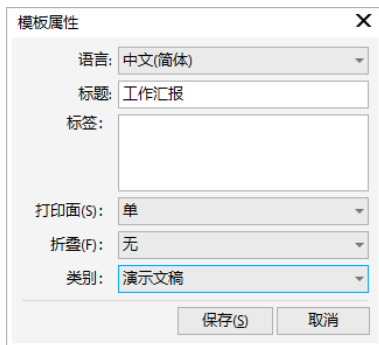 模板属性
语言: 中文(简体)
标题: 工作汇报
标签:
打印面(S): 单
折叠(F): 无
类别: 演示文稿
保存(S) 取消